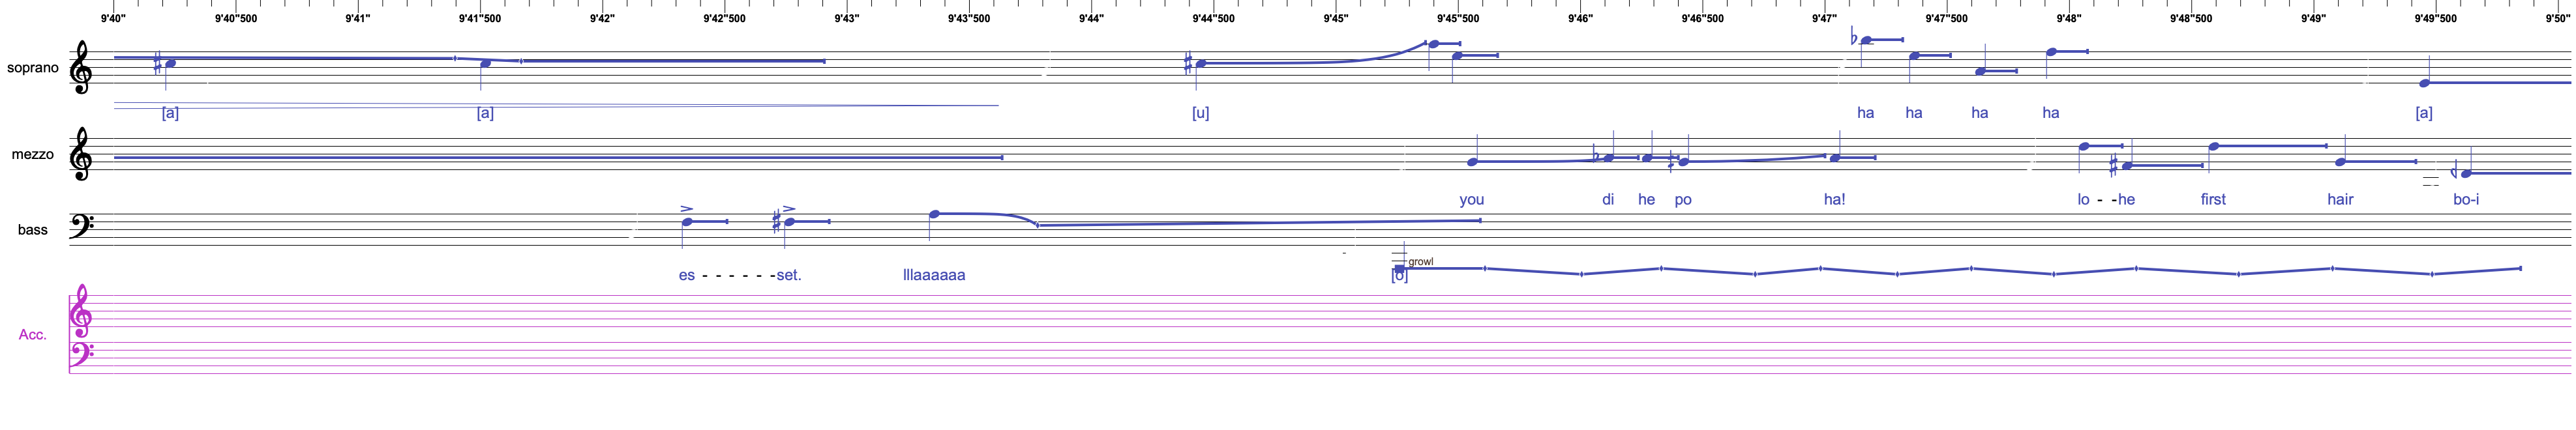 9'40" 9'40"500 9'41" 9'41"500 9'42" 9'42"500 9'43" 9'43"500 9'44" 9'44"500 9'45" 9'45"500 9'46" 9'46"500 9'47" 9'47"500 9'48" 9'48"500 9'49" 9'49"500 9'50"
soprano
[a] [a] [u] ha ha ha ha [a]
mezzo
you di he po ha! lo - -he first hair bo-i
bass
growl
es - - - - - -set. lllaaaaaa [o]
Acc.